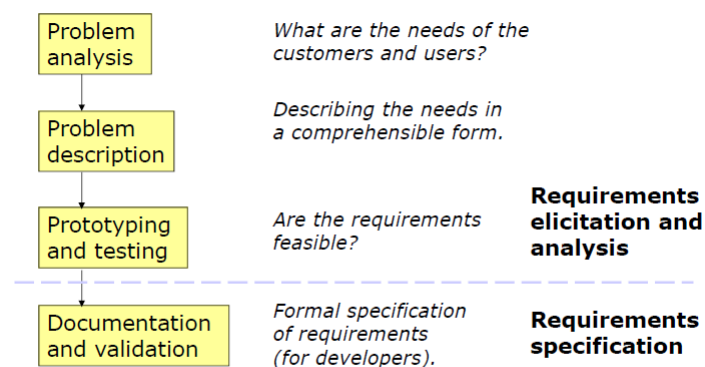 Problem
analysis
What are the needs of the
customers and users?
Problem
description
Describing the needs in
a comprehensible form.
Prototyping
and testing
Are the requirements
feasible?
Requirements
elicitation and
analysis
Documentation
and validation
Formal specification
of requirements
(for developers).
Requirements
specification